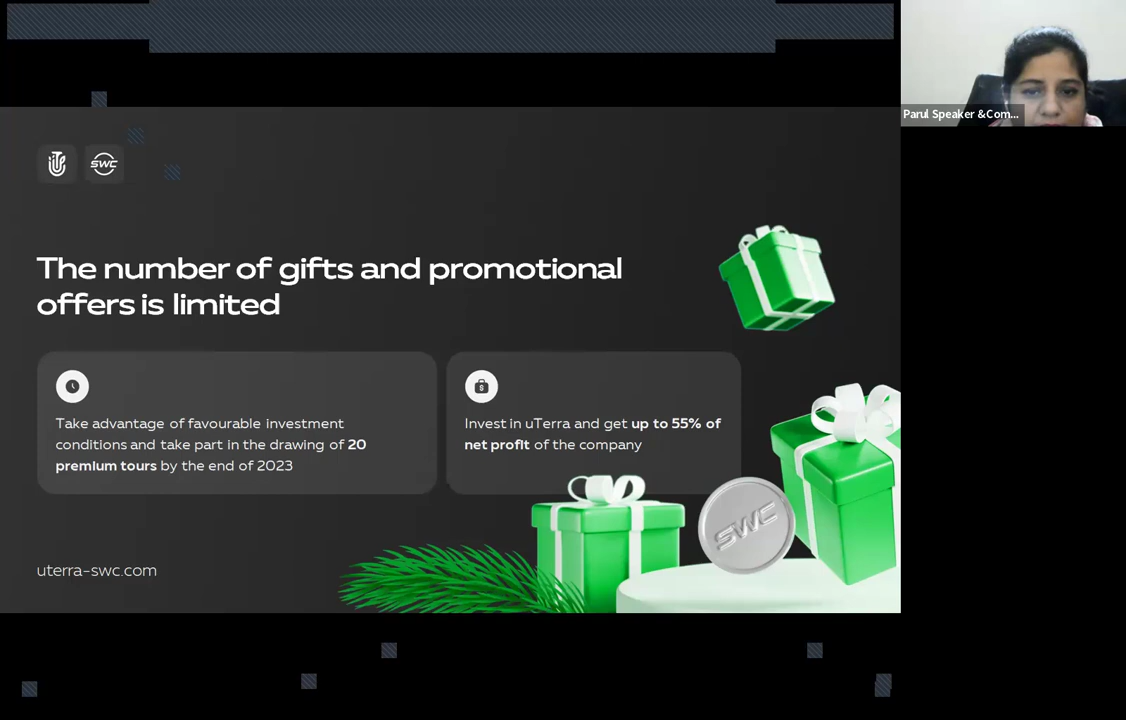 Parul Speaker &Com...
SWC
The number of gifts and promotional
offers is limited
Take advantage of favourable investment
conditions and take part in the drawing of 20
premium tours by the end of 2023
Invest in uTerra and get up to 55% of
net profit of the company
SWC
uterra-swc.com